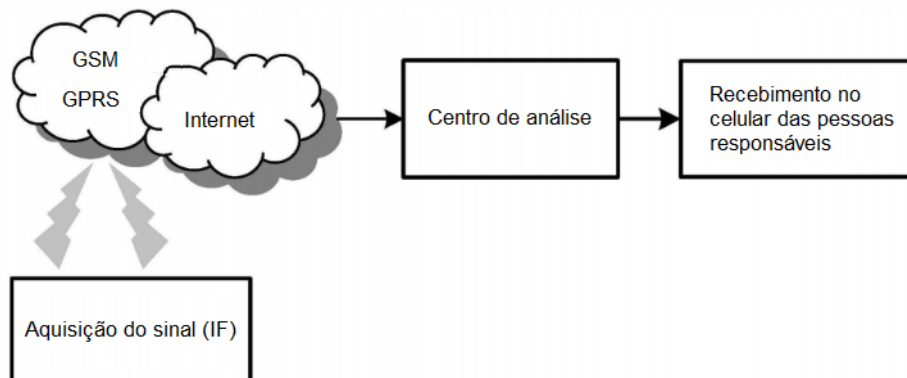 GSM
GPRS
Internet
Centro de análise
Recebimento no
celular das pessoas
responsáveis
Aquisição do sinal (IF)